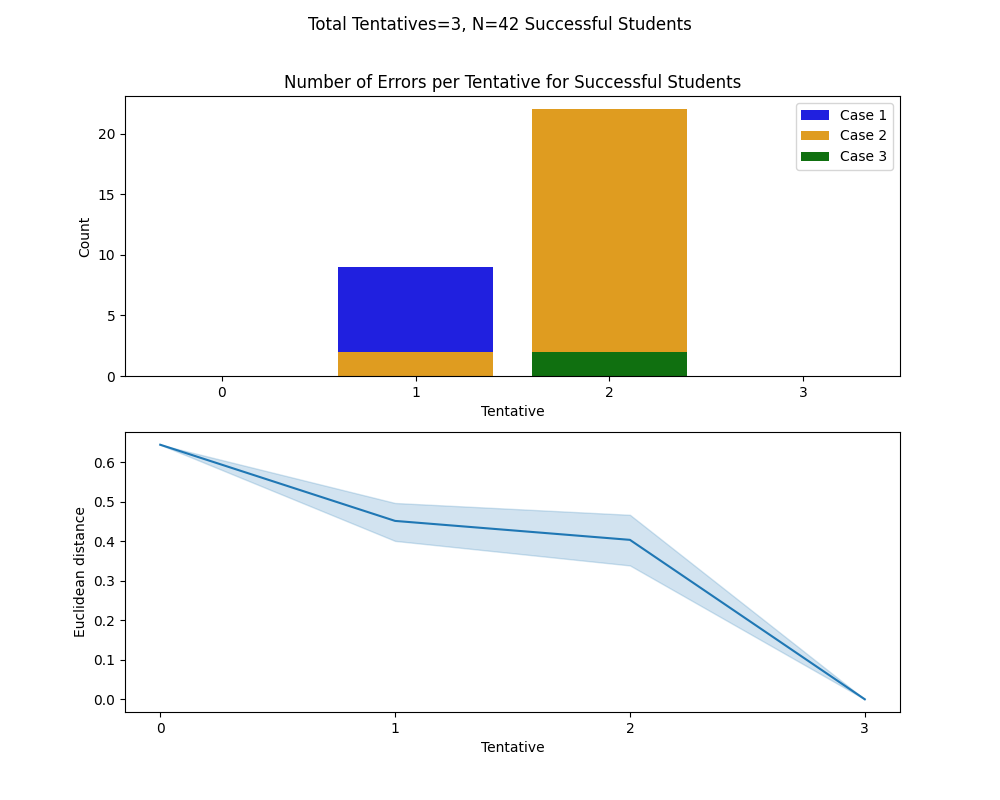 Total Tentatives=3, N=42 Successful Students
Number of Errors per Tentative for Successful Students
Case 1
Case 2
Case 3
Count
20
15
10
5
0
0 1 2 3
Tentative
Euclidean distance
0.6
0.5
0.4
0.3
0.2
0.1
0.0
0 1 2 3
Tentative